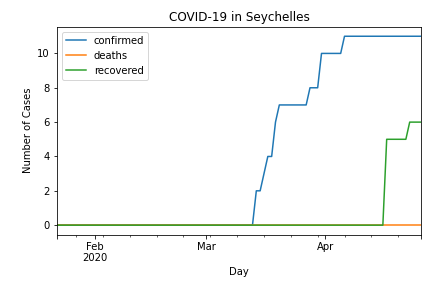 COVID-19 in Seychelles
confirmed
deaths
recovered
Number of Cases
10
8
6
4
2
0
Feb
2020
Mar
Apr
Day